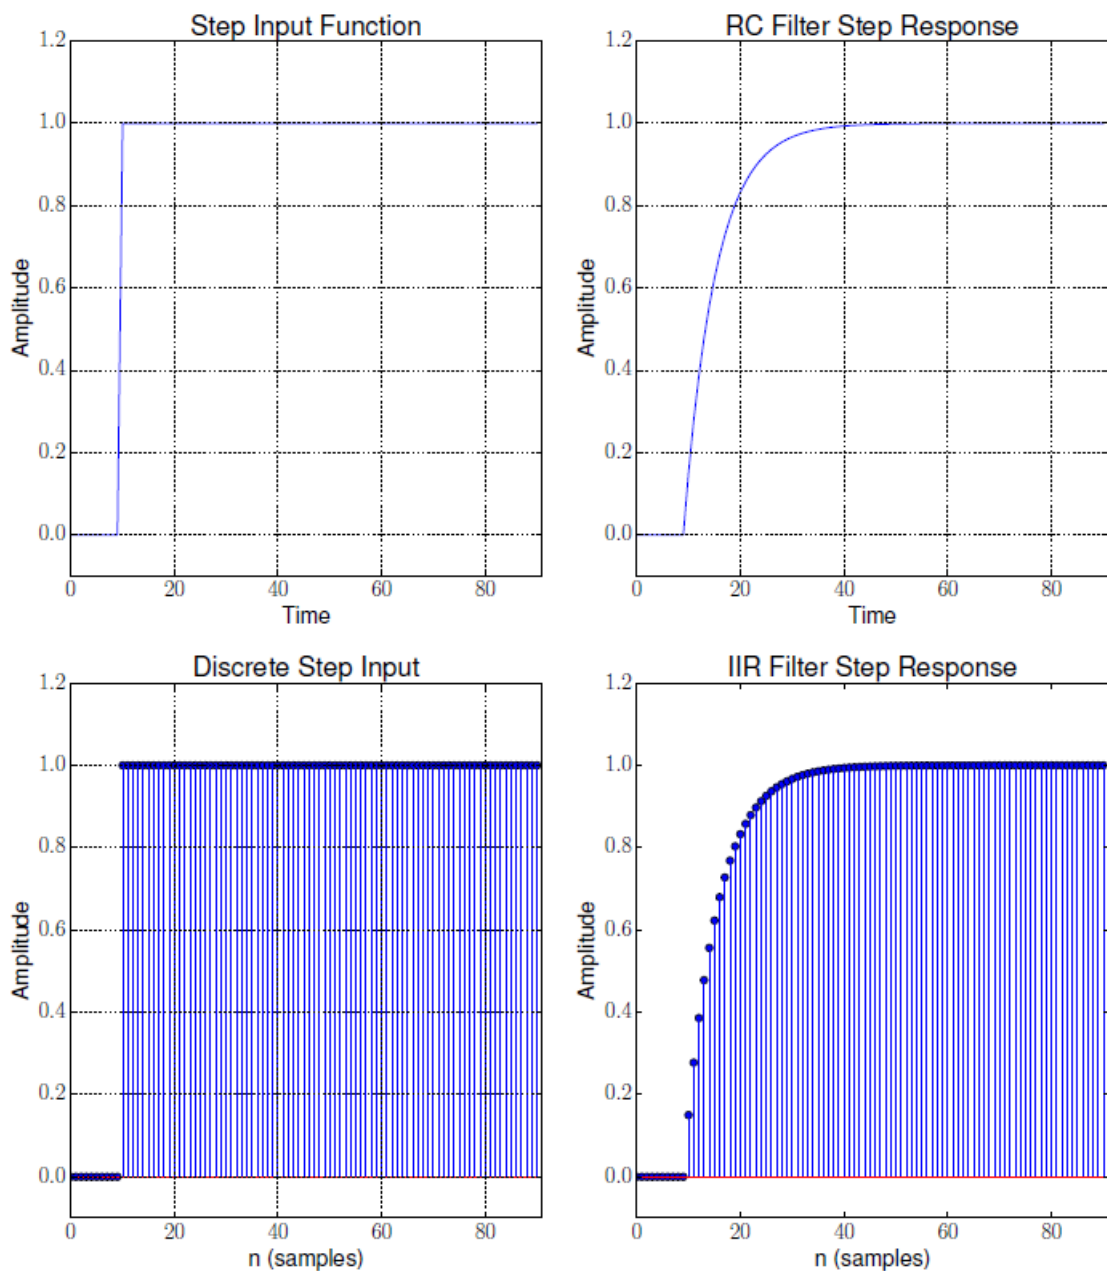 Step Input Function
1.2
1.0
0.8
0.6
0.4
0.2
0.0
Amplitude
0 20 40 60 80
Time
RC Filter Step Response
1.2
1.0
0.8
0.6
0.4
0.2
0.0
Amplitude
0 20 40 60 80
Time
Discrete Step Input
1.2
1.0
0.8
0.6
0.4
0.2
0.0
Amplitude
0 20 40 60 80
n (samples)
IIR Filter Step Response
1.2
1.0
0.8
0.6
0.4
0.2
0.0
Amplitude
0 20 40 60 80
n (samples)